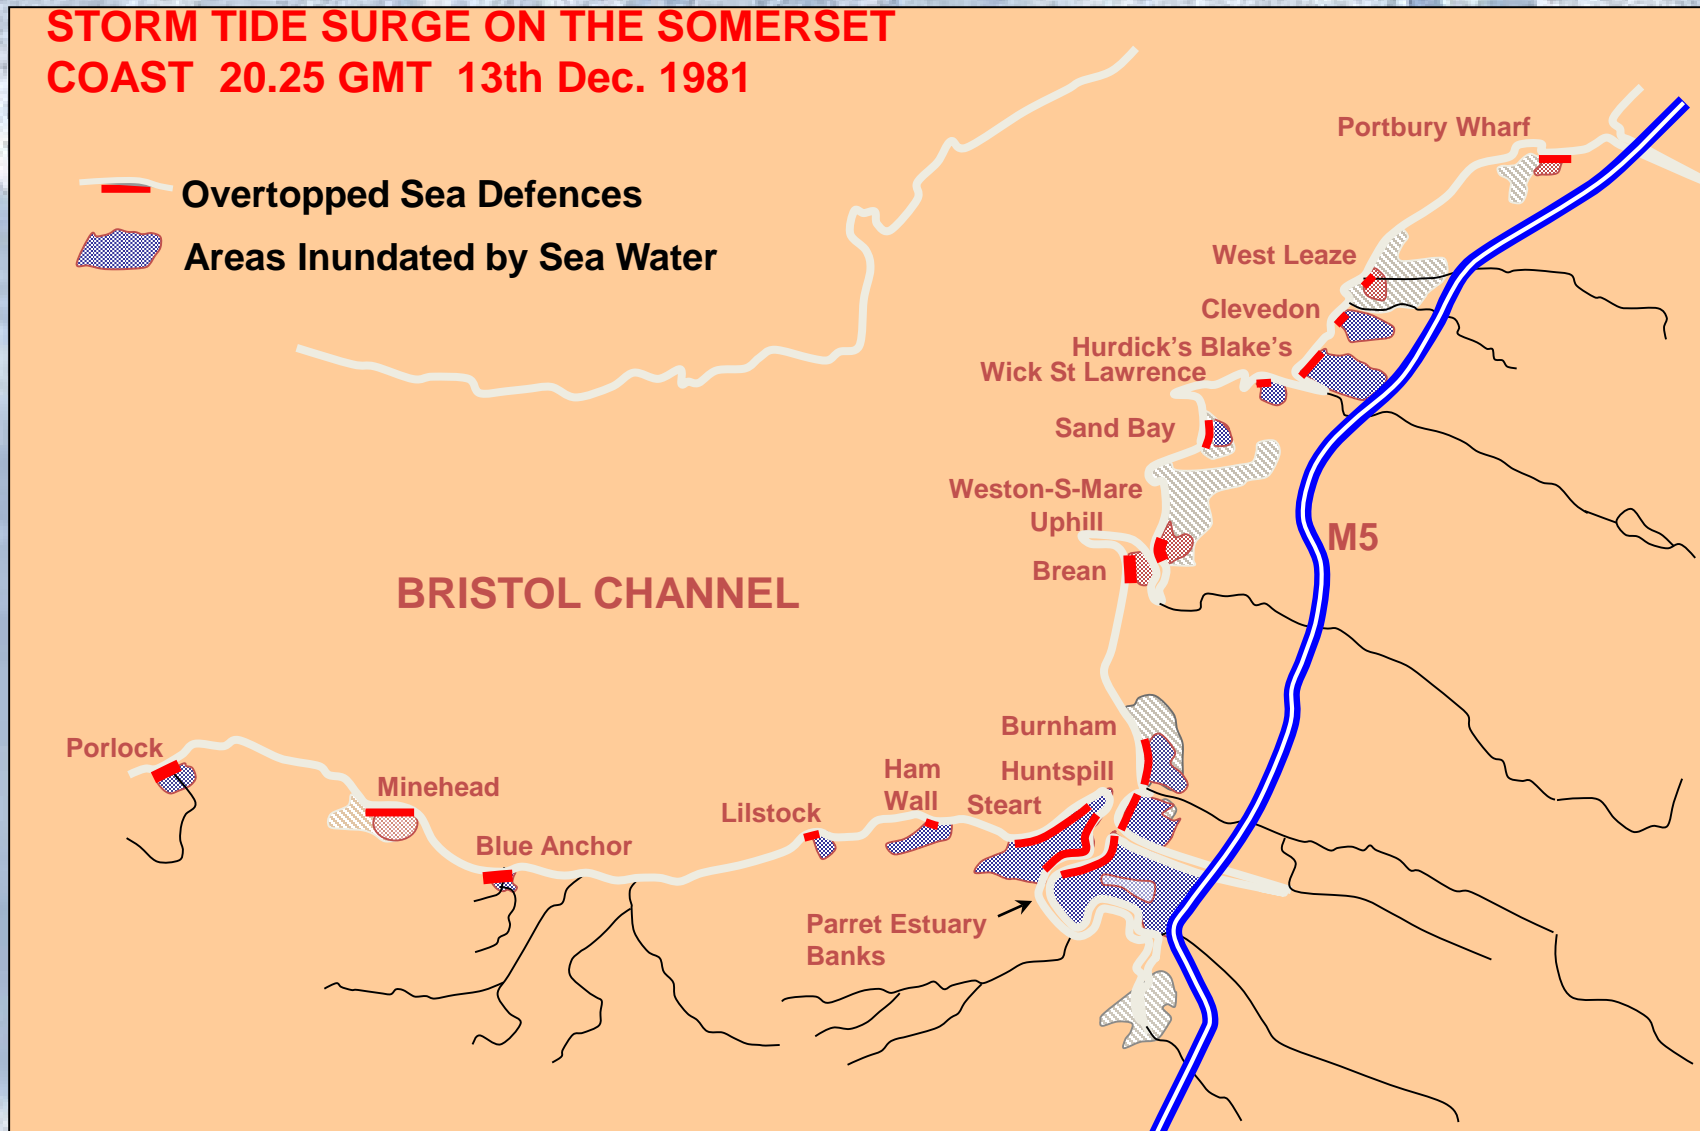 STORM TIDE SURGE ON THE SOMERSET
COAST 20.25 GMT 13th Dec. 1981
Overtopped Sea Defences
Areas Inundated by Sea Water
Portbury Wharf
West Leaze
Clevedon
Hurdick's Blake's
Wick St Lawrence
Sand Bay
Weston-S-Mare
Uphill
Brean
M5
BRISTOL CHANNEL
Burnham
Huntspill
Steart
Ham
Wall
Lilstock
Porlock
Minehead
Blue Anchor
Parret Estuary
Banks